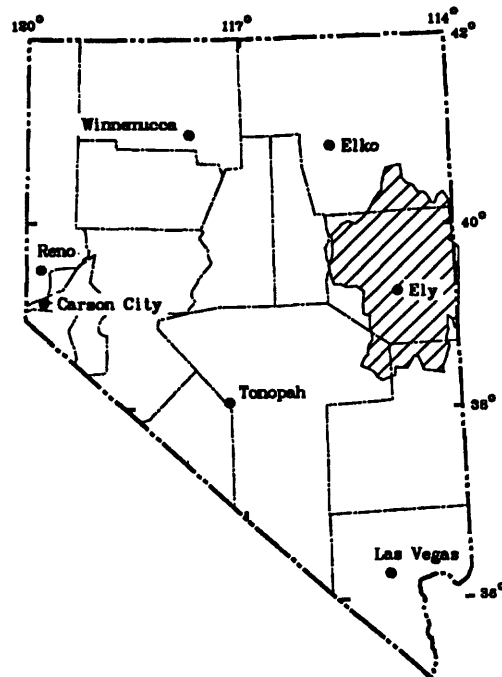 120°
117°
114°
42°
Winnemucca
Elko
40°
Reno
Ely
Carson City
Tonopah
38°
Las Vegas
36°